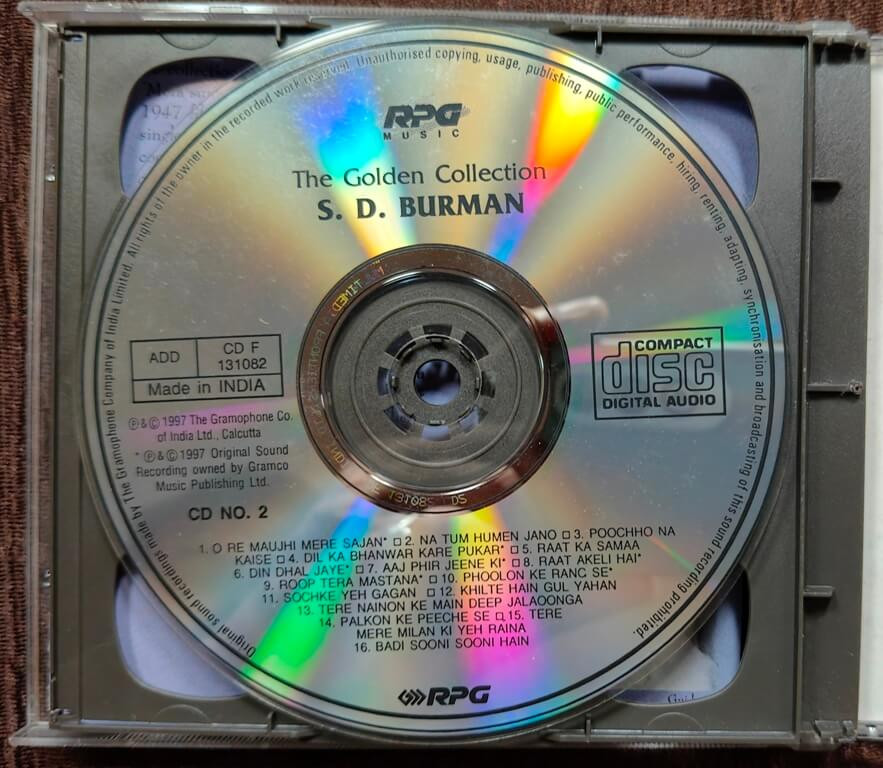 Original sound recordings made by The Gramophone Company of India Limited. All rights of the owner in the recorded work reserved. Unauthorised copying, usage, publishing, public performance, hiring, renting, adapting, synchronisation and broadcasting of this sound recording prohibited.
RPG
MUSIC
The Golden Collection
S. D. BURMAN
ADD
CD F
131082
Made in INDIA
COMPACT
disc
DIGITAL AUDIO
℗&© 1997 The Gramophone Co.
of India Ltd., Calcutta
* ℗&© 1997 Original Sound
Recording owned by Gramco
Music Publishing Ltd.
CD NO. 2
1. O RE MAUJHI MERE SAJAN* □ 2. NA TUM HUMEN JANO □ 3. POOCHHO NA
KAISE □ 4. DIL KA BHANWAR KARE PUKAR* □ 5. RAAT KA SAMAA
6. DIN DHAL JAYE* □ 7. AAJ PHIR JEENE KI* □ 8. RAAT AKELI HAI*
9. ROOP TERA MASTANA* □ 10. PHOOLON KE RANG SE*
11. SOCHKE YEH GAGAN □ 12. KHILTE HAIN GUL YAHAN
13. TERE NAINON KE MAIN DEEP JALAOONGA
14. PALKON KE PEECHE SE □ 15. TERE
MERE MILAN KI YEH RAINA
16. BADI SOONI SOONI HAIN
RPG
1947